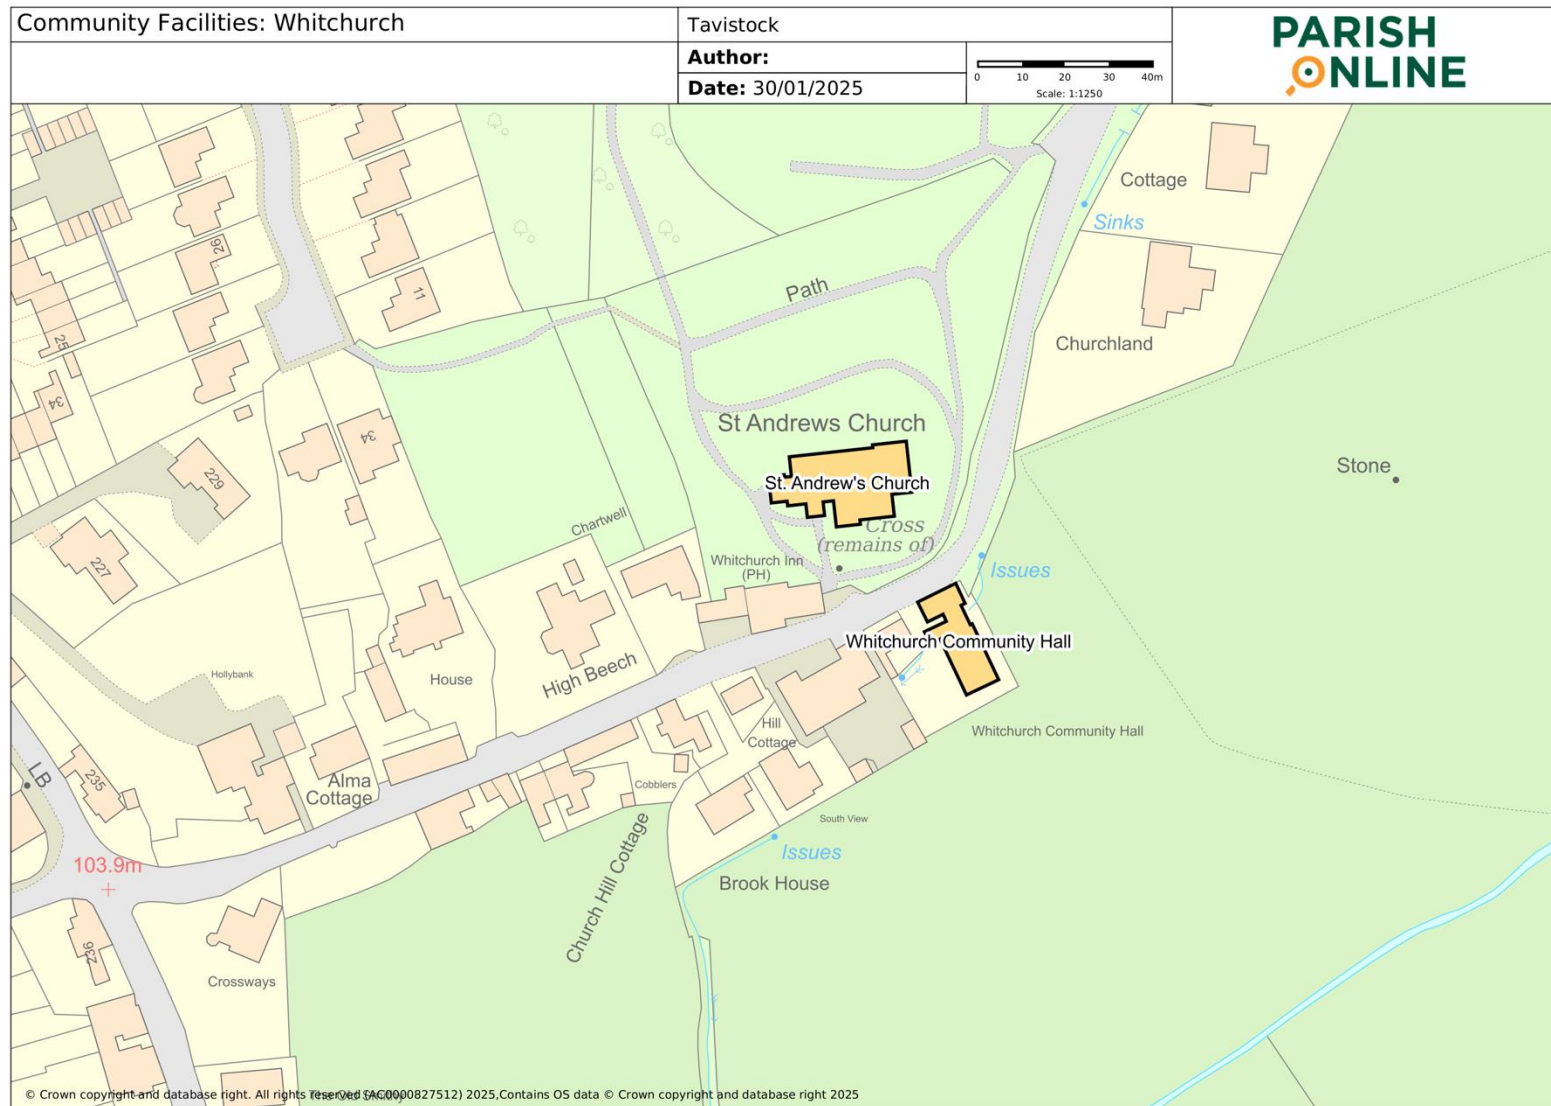 Community Facilities: Whitchurch
Tavistock
Author:
Date: 30/01/2025
0 10 20 30 40m
Scale: 1:1250
PARISH
ONLINE
Cottage
Sinks
26
11
Path
25
Churchland
34
34
St Andrews Church
229
St. Andrew's Church
Stone
Chartwell
Cross
(remains of)
Whitchurch Inn
(PH)
227
Issues
Whitchurch Community Hall
Hollybank
House
High Beech
Hill
Cottage
Whitchurch Community Hall
LB
235
Alma
Cottage
Cobblers
South View
103.9m
Issues
Church Hill Cottage
Brook House
236
Crossways
© Crown copyright and database right. All rights reserved (AC0000827512) 2025,Contains OS data © Crown copyright and database right 2025